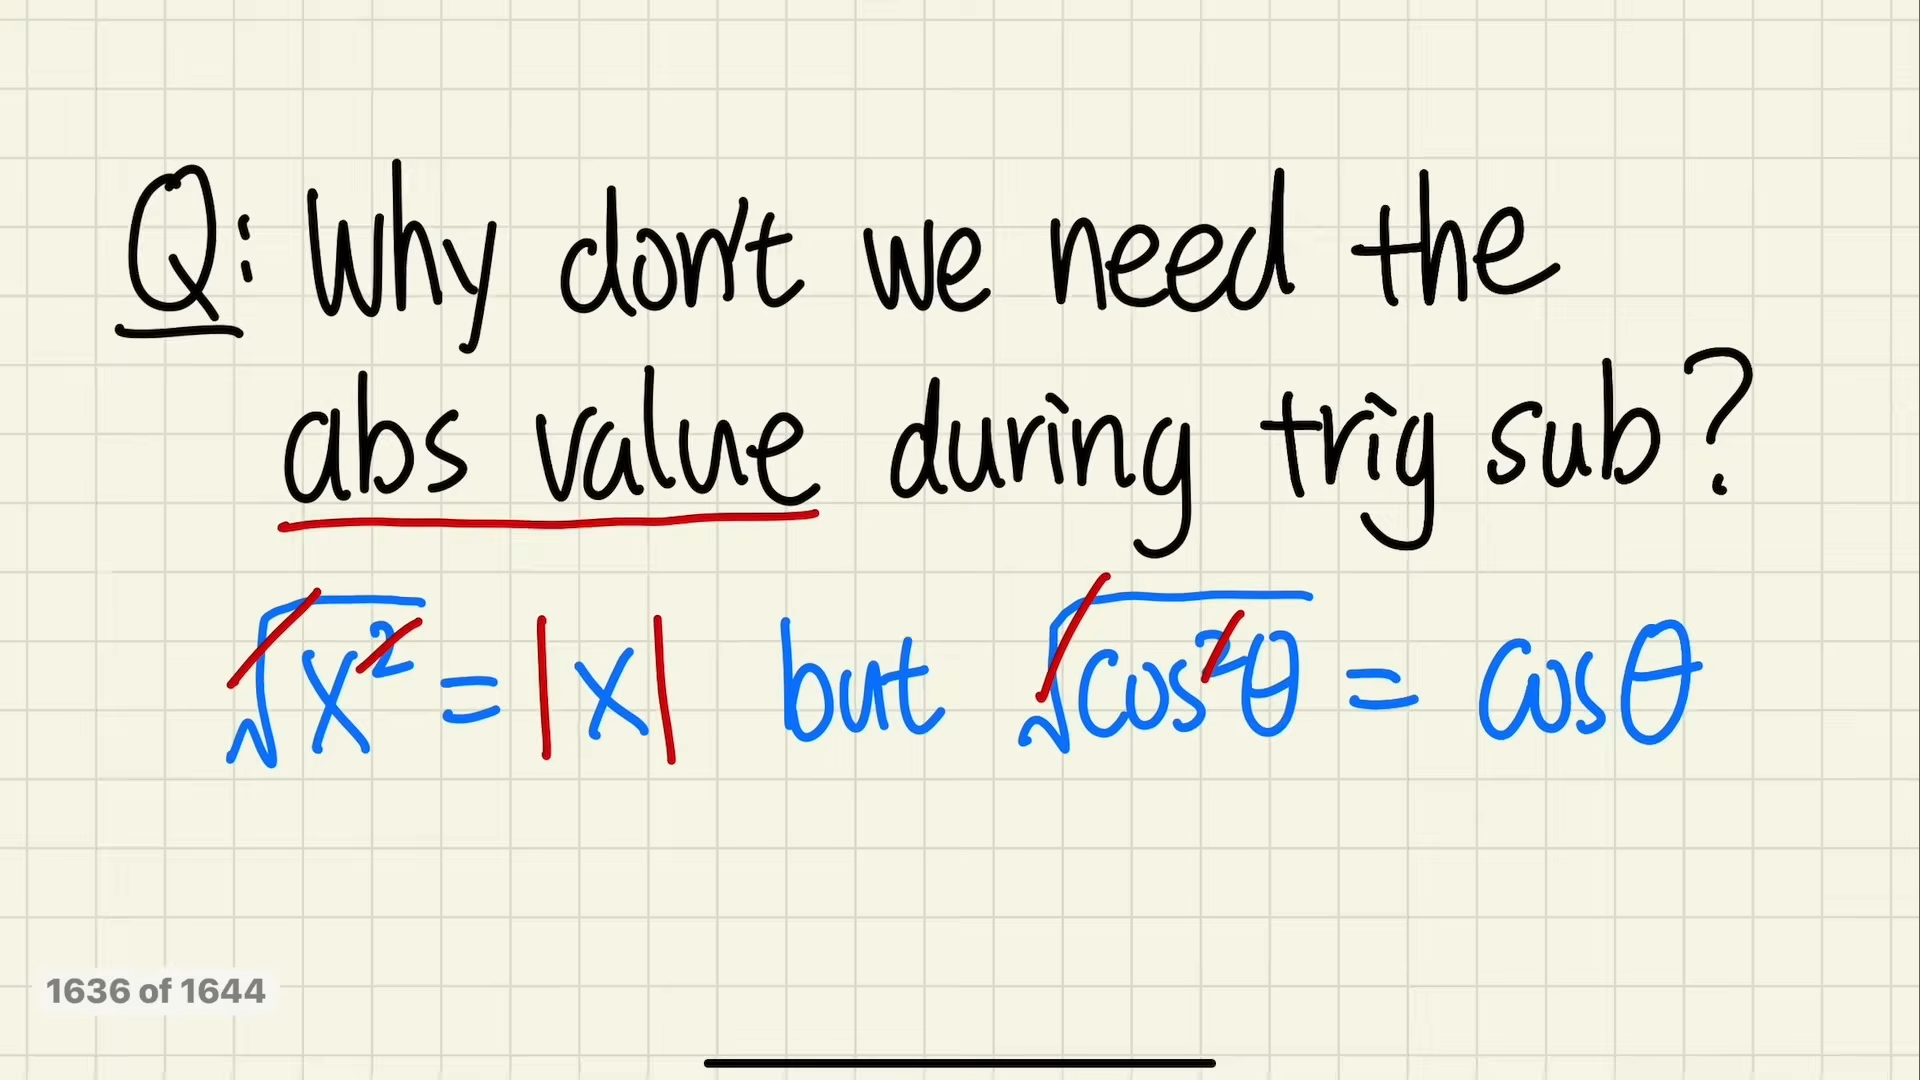 Q: Why don't we need the
abs value during trig sub?
√x² = |x| but √cos²θ = cosθ
1636 of 1644